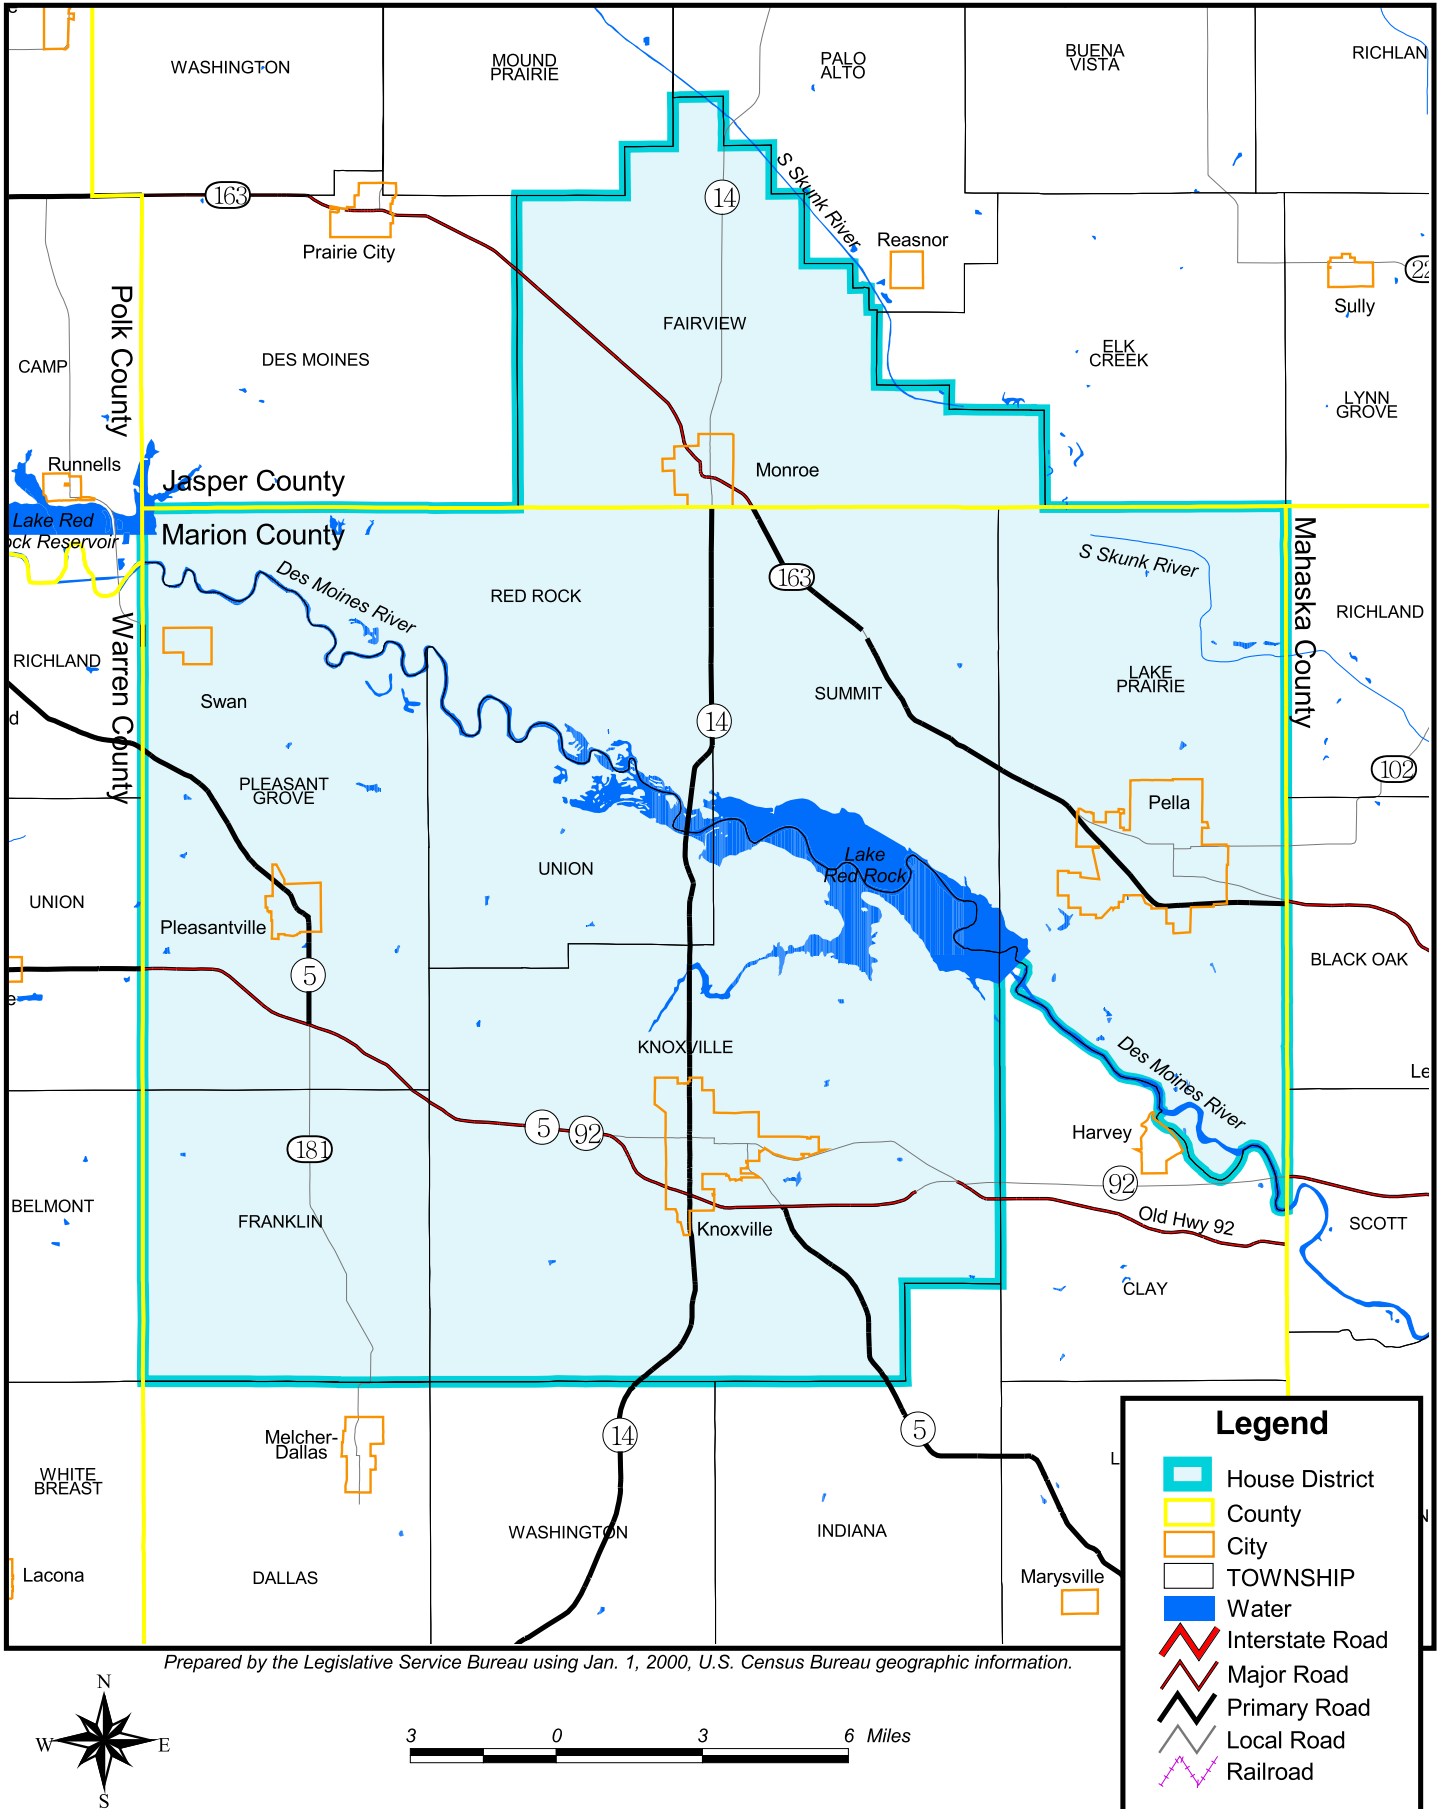 WASHINGTON
MOUND
PRAIRIE
PALO
ALTO
BUENA
VISTA
RICHLAN
163
14
S Skunk River
Prairie City
Reasnor
22
Sully
Polk County
FAIRVIEW
CAMP
DES MOINES
ELK
CREEK
LYNN
GROVE
Runnells
Monroe
Jasper County
Lake Red
ock Reservoir
Marion County
Mahaska County
S Skunk River
Des Moines River
163
RED ROCK
RICHLAND
Warren County
RICHLAND
LAKE
PRAIRIE
Swan
SUMMIT
d
14
102
PLEASANT
GROVE
Pella
UNION
Lake
Red Rock
UNION
Pleasantville
BLACK OAK
5
e
KNOXVILLE
Des Moines River
Le
5
92
Harvey
181
92
BELMONT
FRANKLIN
Knoxville
Old Hwy 92
SCOTT
CLAY
Melcher-
Dallas
14
5
WHITE
BREAST
L
WASHINGTON
INDIANA
N
Lacona
DALLAS
Marysville
Legend
House District
County
City
TOWNSHIP
Water
Interstate Road
Major Road
Primary Road
Local Road
Railroad
Prepared by the Legislative Service Bureau using Jan. 1, 2000, U.S. Census Bureau geographic information.
N
W
E
S
3 0 3 6 Miles